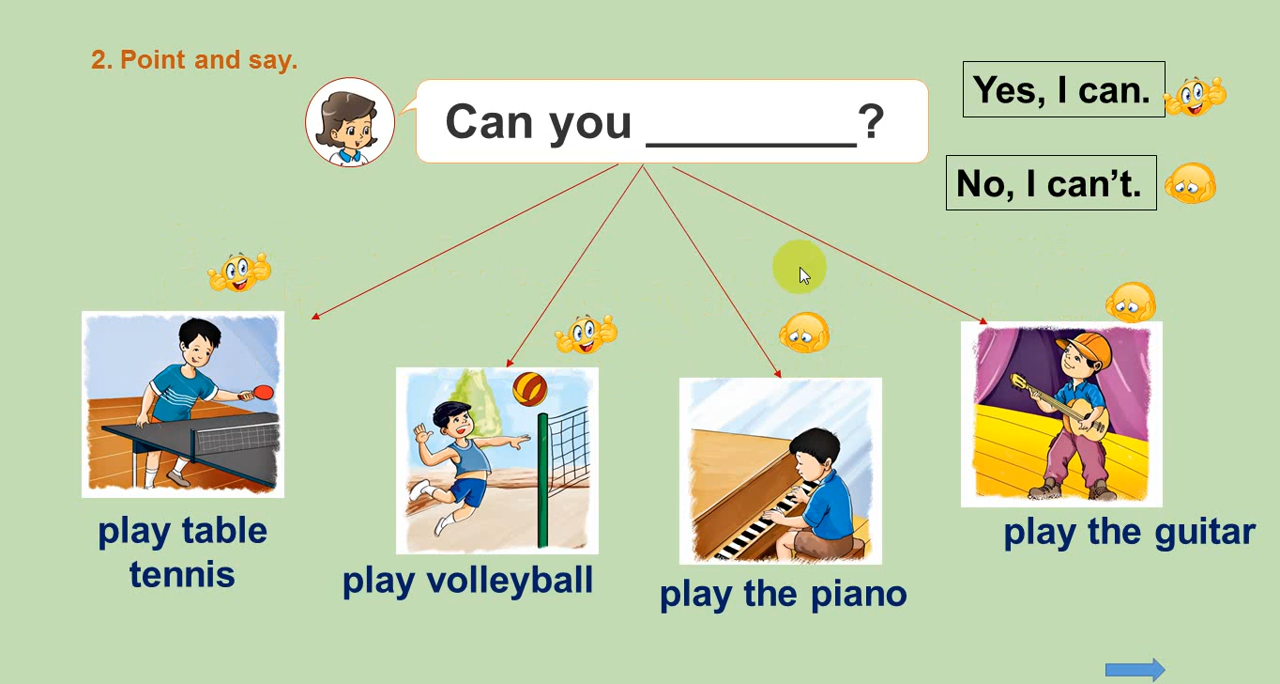 2. Point and say.
Can you _________?
Yes, I can.
No, I can’t.
play table
tennis
play volleyball
play the piano
play the guitar